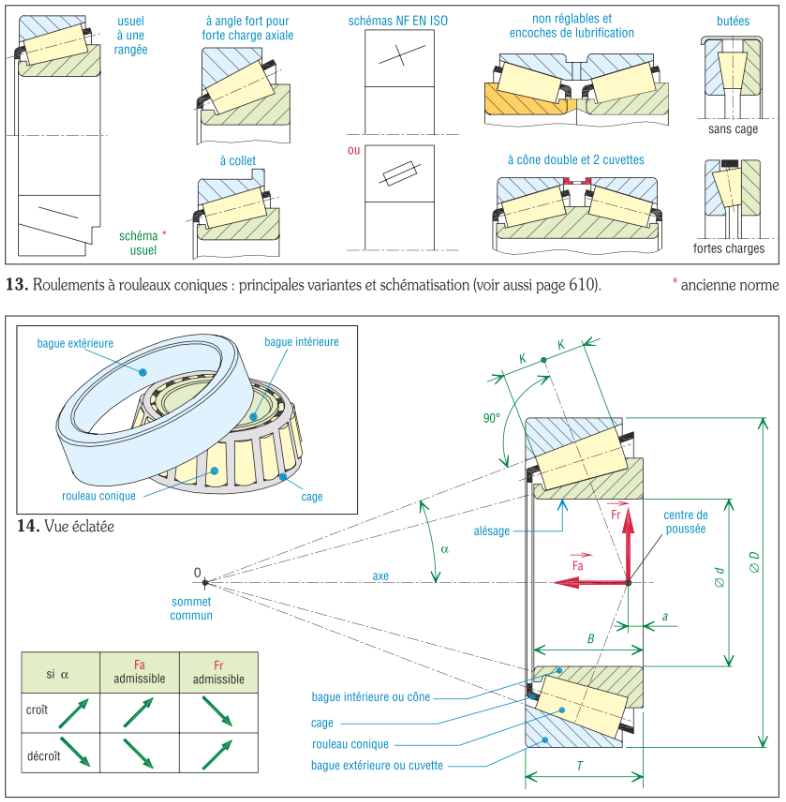 usuel
à une
rangée
à angle fort pour
forte charge axiale
schémas NF EN ISO
non réglables et
encoches de lubrification
butées
sans cage
ou
à collet
à cône double et 2 cuvettes
schéma *
usuel
fortes charges
13. Roulements à rouleaux coniques : principales variantes et schématisation (voir aussi page 610).
* ancienne norme
bague extérieure
bague intérieure
rouleau conique
cage
14. Vue éclatée
K
K
90°
α
alésage
Fr
centre de
poussée
Fa
O
axe
sommet
commun
Ø d
Ø D
a
B
T
si α
Fa
admissible
Fr
admissible
croît
décroît
bague intérieure ou cône
cage
rouleau conique
bague extérieure ou cuvette